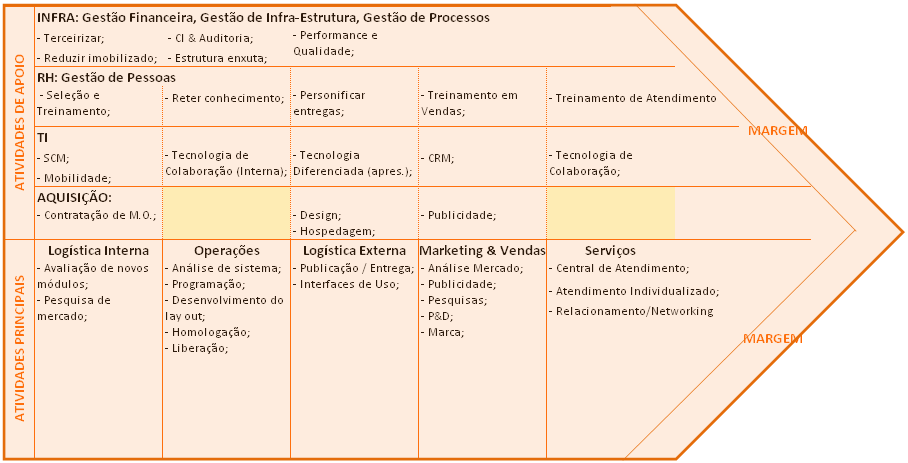 ATIVIDADES DE APOIO
INFRA: Gestão Financeira, Gestão de Infra-Estrutura, Gestão de Processos
- Terceirizar;
- Reduzir imobilizado;
- CI & Auditoria;
- Estrutura enxuta;
- Performance e
Qualidade;
RH: Gestão de Pessoas
- Seleção e
Treinamento;
- Reter conhecimento;
- Personificar
entregas;
- Treinamento em
Vendas;
- Treinamento de Atendimento
TI
- SCM;
- Mobilidade;
- Tecnologia de
Colaboração (Interna);
- Tecnologia
Diferenciada (apres.);
- CRM;
- Tecnologia de
Colaboração;
AQUISIÇÃO:
- Contratação de M.O.;
- Design;
- Hospedagem;
- Publicidade;
MARGEM
ATIVIDADES PRINCIPAIS
Logística Interna
- Avaliação de novos
módulos;
- Pesquisa de
mercado;
Operações
- Análise de sistema;
- Programação;
- Desenvolvimento do
lay out;
- Homologação;
- Liberação;
Logística Externa
- Publicação / Entrega;
- Interfaces de Uso;
Marketing & Vendas
- Análise Mercado;
- Publicidade;
- Pesquisas;
- P&D;
- Marca;
Serviços
- Central de Atendimento;
- Atendimento Individualizado;
- Relacionamento/Networking
MARGEM